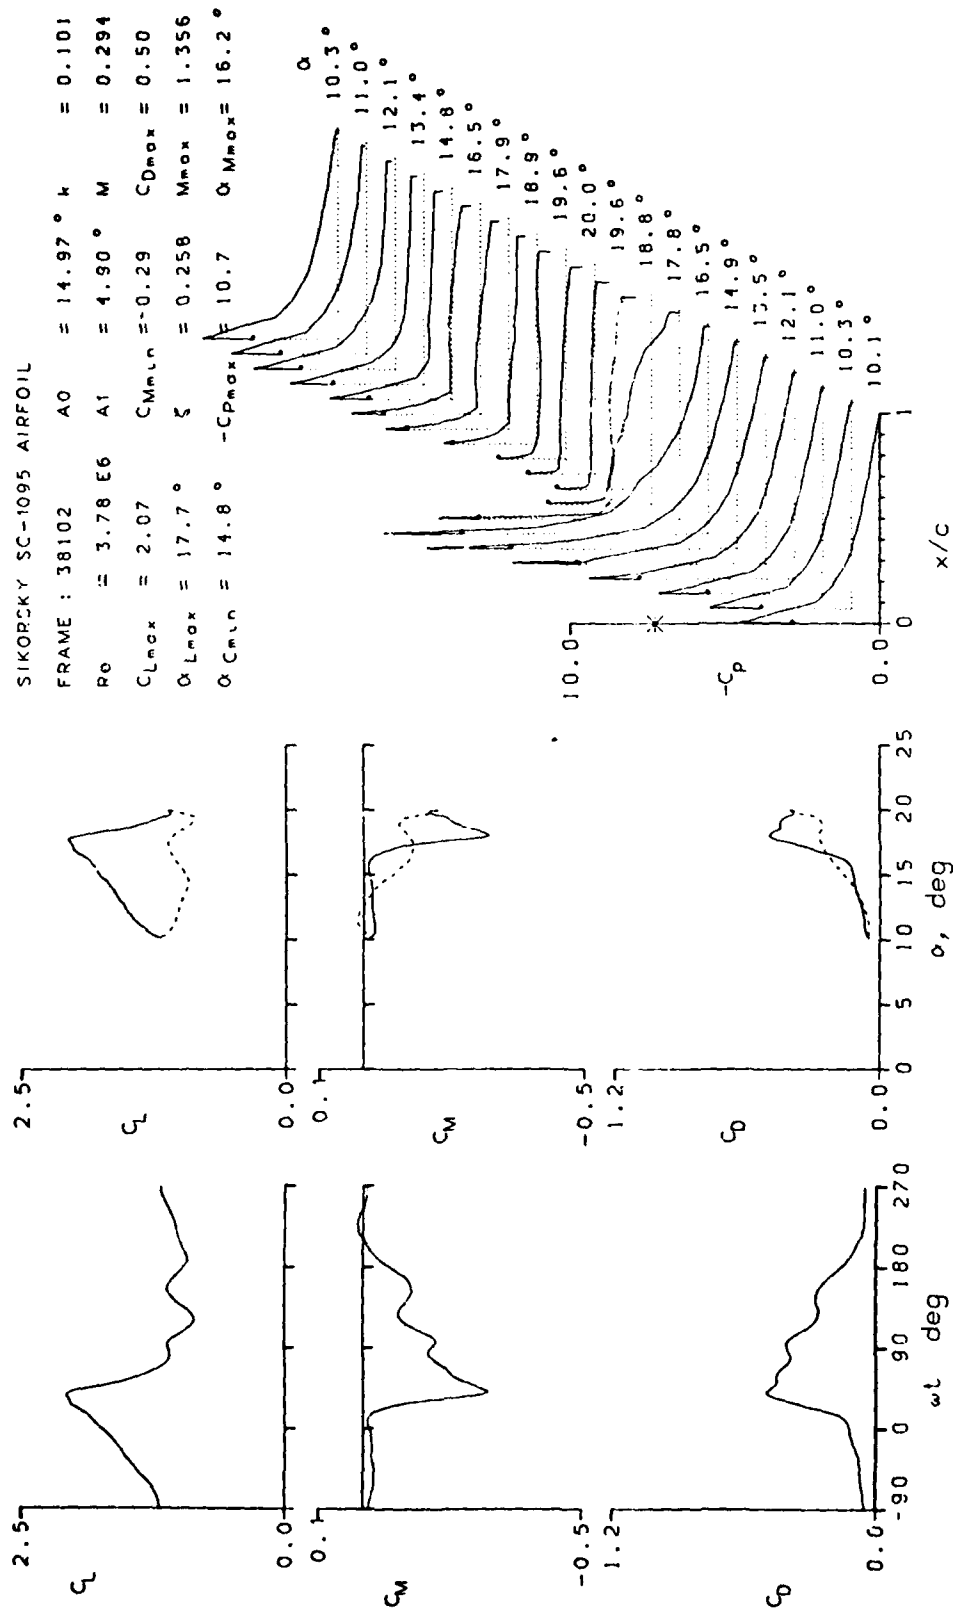 SIKORSKY SC-1095 AIRFOIL
FRAME: 38102 A0 = 14.97° k = 0.101
Re = 3.78 E6 A1 = 4.90° M = 0.294
CLmax = 2.07 CMmin =-0.29 CDmax = 0.50
αLmax = 17.7° ζ = 0.258 Mmax = 1.356
αCmin = 14.8° -CPmax = 10.7 αMmax= 16.2°
2.5
CL
0.0
0.1
CM
-0.5
1.2
CD
0.0
-90 0 90 180 270
ωt deg
2.5
CL
0.0
0.1
CM
-0.5
1.2
CD
0.0
0 5 10 15 20 25
α, deg
α
10.3°
11.0°
12.1°
13.4°
14.8°
16.5°
17.9°
18.9°
19.6°
20.0°
19.6°
18.8°
17.8°
16.5°
14.9°
13.5°
12.1°
11.0°
10.3°
10.1°
10.0
-CP
0.0
0 1
x/c